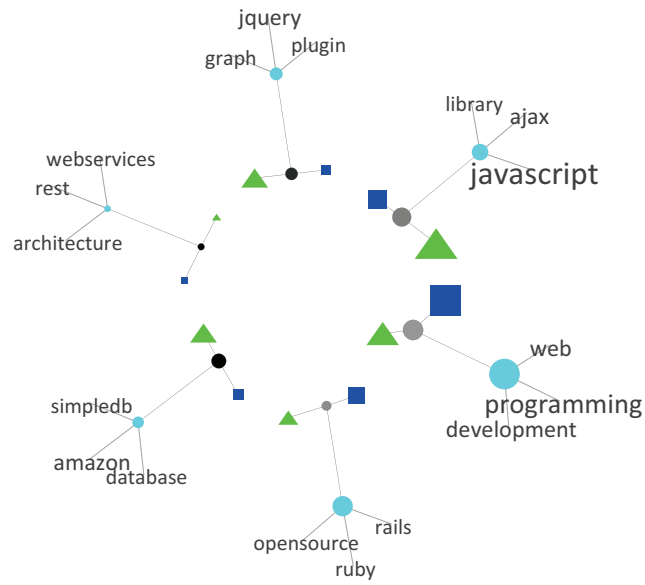 jquery
plugin
graph
library
ajax
javascript
webservices
rest
architecture
web
programming
development
simpledb
amazon
database
rails
opensource
ruby